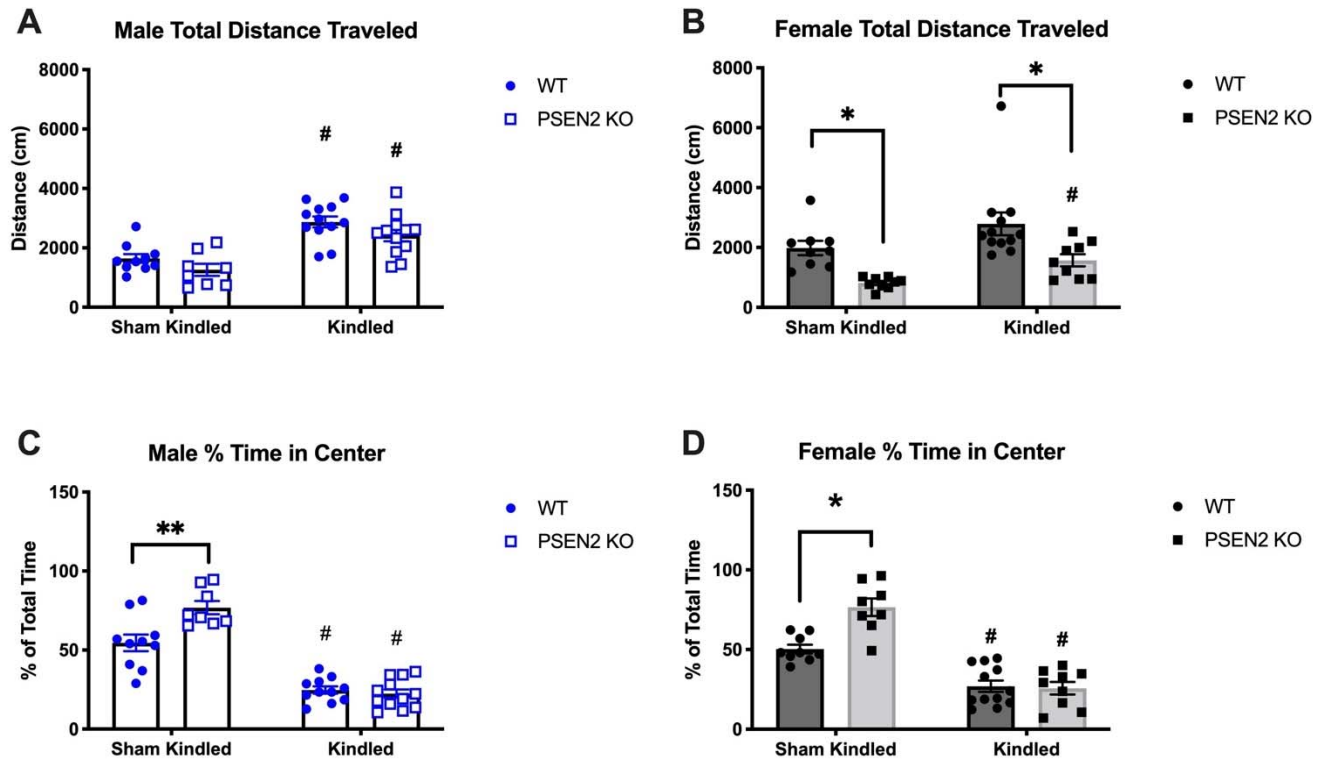 A
Male Total Distance Traveled
8000
6000
4000
2000
0
Distance (cm)
#
#
Sham Kindled
Kindled
WT
PSEN2 KO
B
Female Total Distance Traveled
8000
6000
4000
2000
0
Distance (cm)
*
*
#
Sham Kindled
Kindled
WT
PSEN2 KO
C
Male % Time in Center
150
100
50
0
% of Total Time
**
#
#
Sham Kindled
Kindled
WT
PSEN2 KO
D
Female % Time in Center
150
100
50
0
% of Total Time
*
#
#
Sham Kindled
Kindled
WT
PSEN2 KO